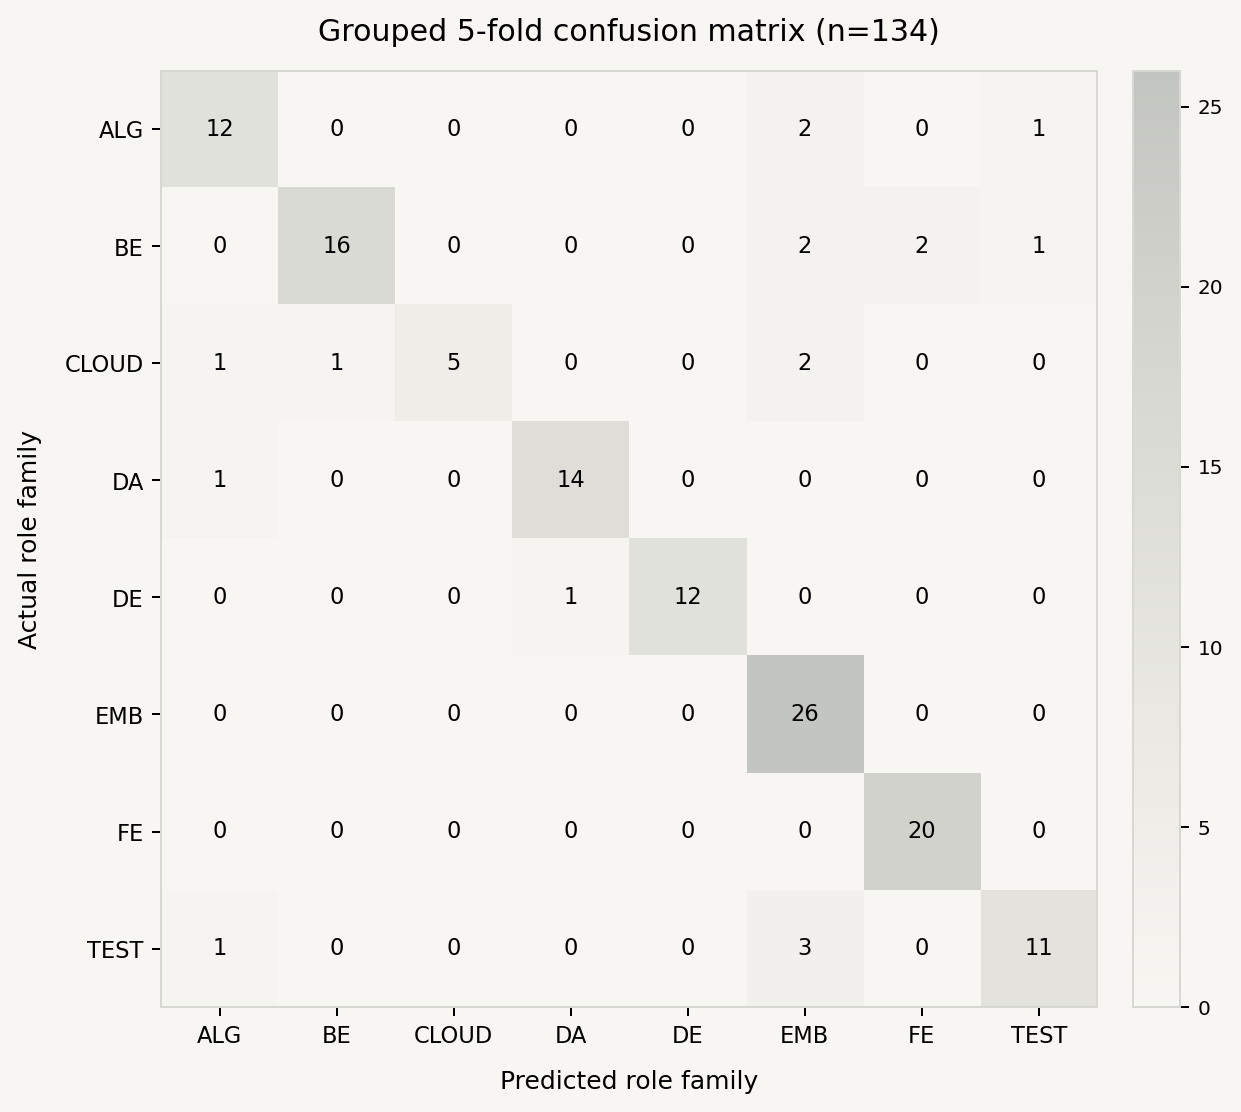 Grouped 5-fold confusion matrix (n=134)
ALG 12 0 0 0 0 2 0 1
BE 0 16 0 0 0 2 2 1
CLOUD 1 1 5 0 0 2 0 0
DA 1 0 0 14 0 0 0 0
DE 0 0 0 1 12 0 0 0
EMB 0 0 0 0 0 26 0 0
FE 0 0 0 0 0 0 20 0
TEST 1 0 0 0 0 3 0 11
ALG BE CLOUD DA DE EMB FE TEST
Predicted role family
Actual role family
25
20
15
10
5
0